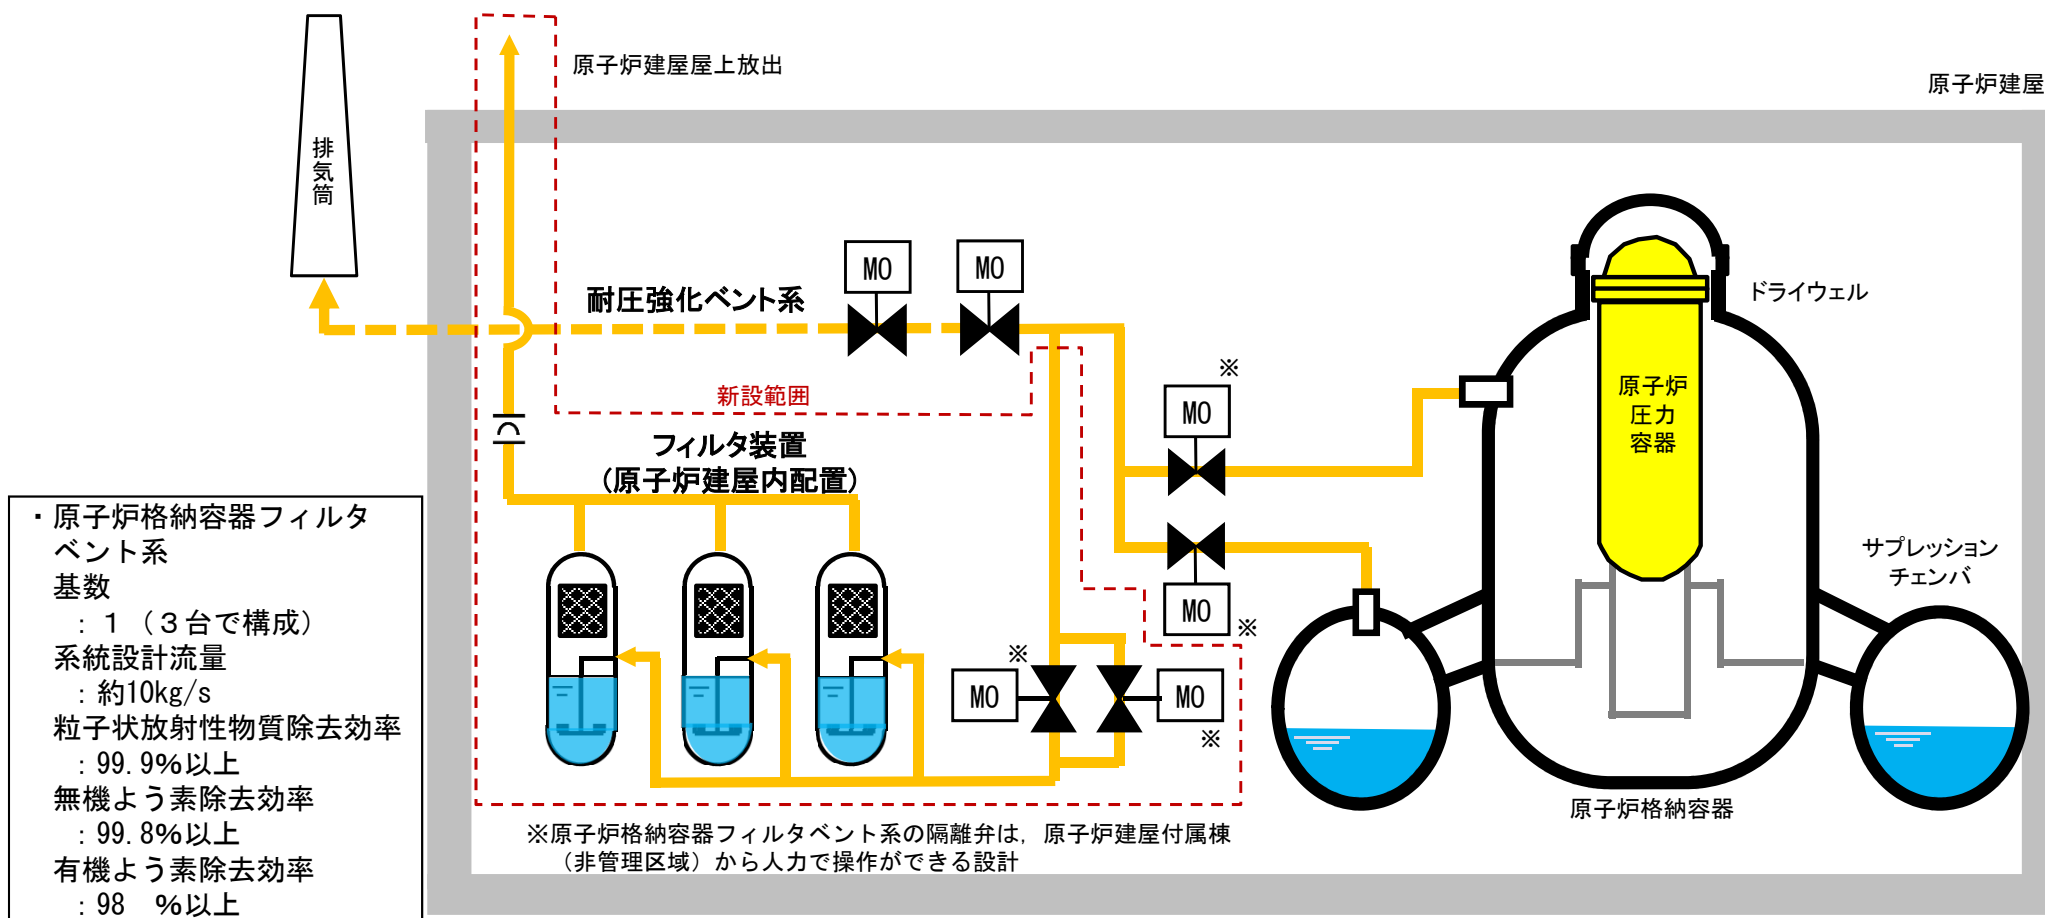 原子炉建屋屋上放出
原子炉建屋
排気筒
MO
MO
耐圧強化ベント系
ドライウェル
※
新設範囲
MO
原子炉
圧力
容器
フィルタ装置
(原子炉建屋内配置)
・原子炉格納容器フィルタ
ベント系
基数
：１（３台で構成）
系統設計流量
：約10kg/s
粒子状放射性物質除去効率
：99.9%以上
無機よう素除去効率
：99.8%以上
有機よう素除去効率
：98　%以上
サプレッション
チェンバ
MO
※
※
MO
MO
※
原子炉格納容器
※原子炉格納容器フィルタベント系の隔離弁は，原子炉建屋付属棟
（非管理区域）から人力で操作ができる設計